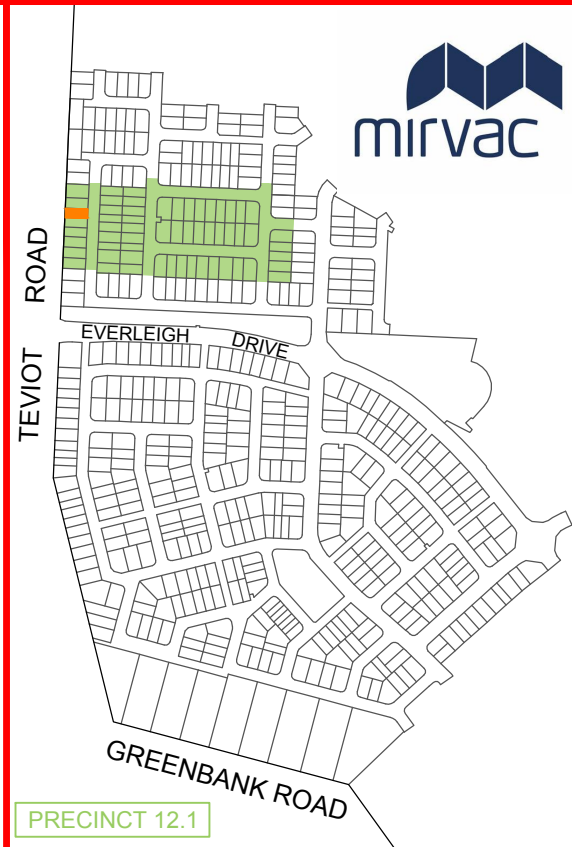 mirvac
TEVIOT ROAD
EVERLEIGH DRIVE
GREENBANK ROAD
PRECINCT 12.1